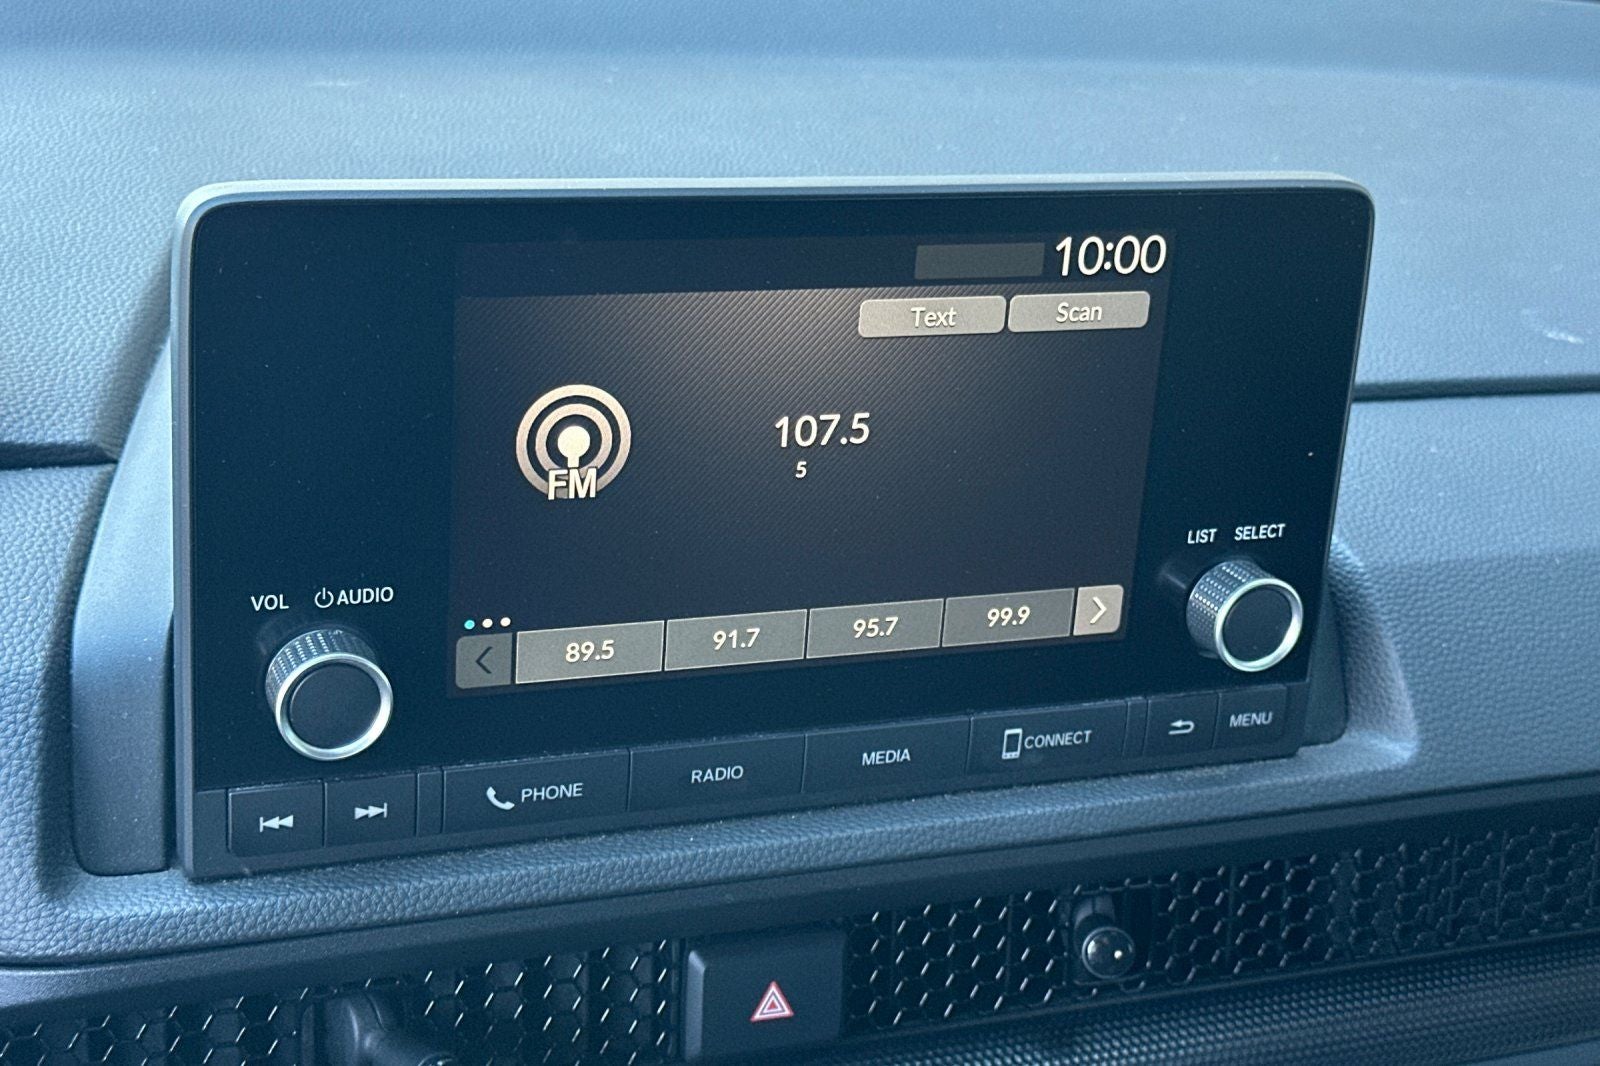 10:00
Text Scan
107.5
5
FM
LIST SELECT
VOL AUDIO
89.5 91.7 95.7 99.9
PHONE RADIO MEDIA CONNECT MENU